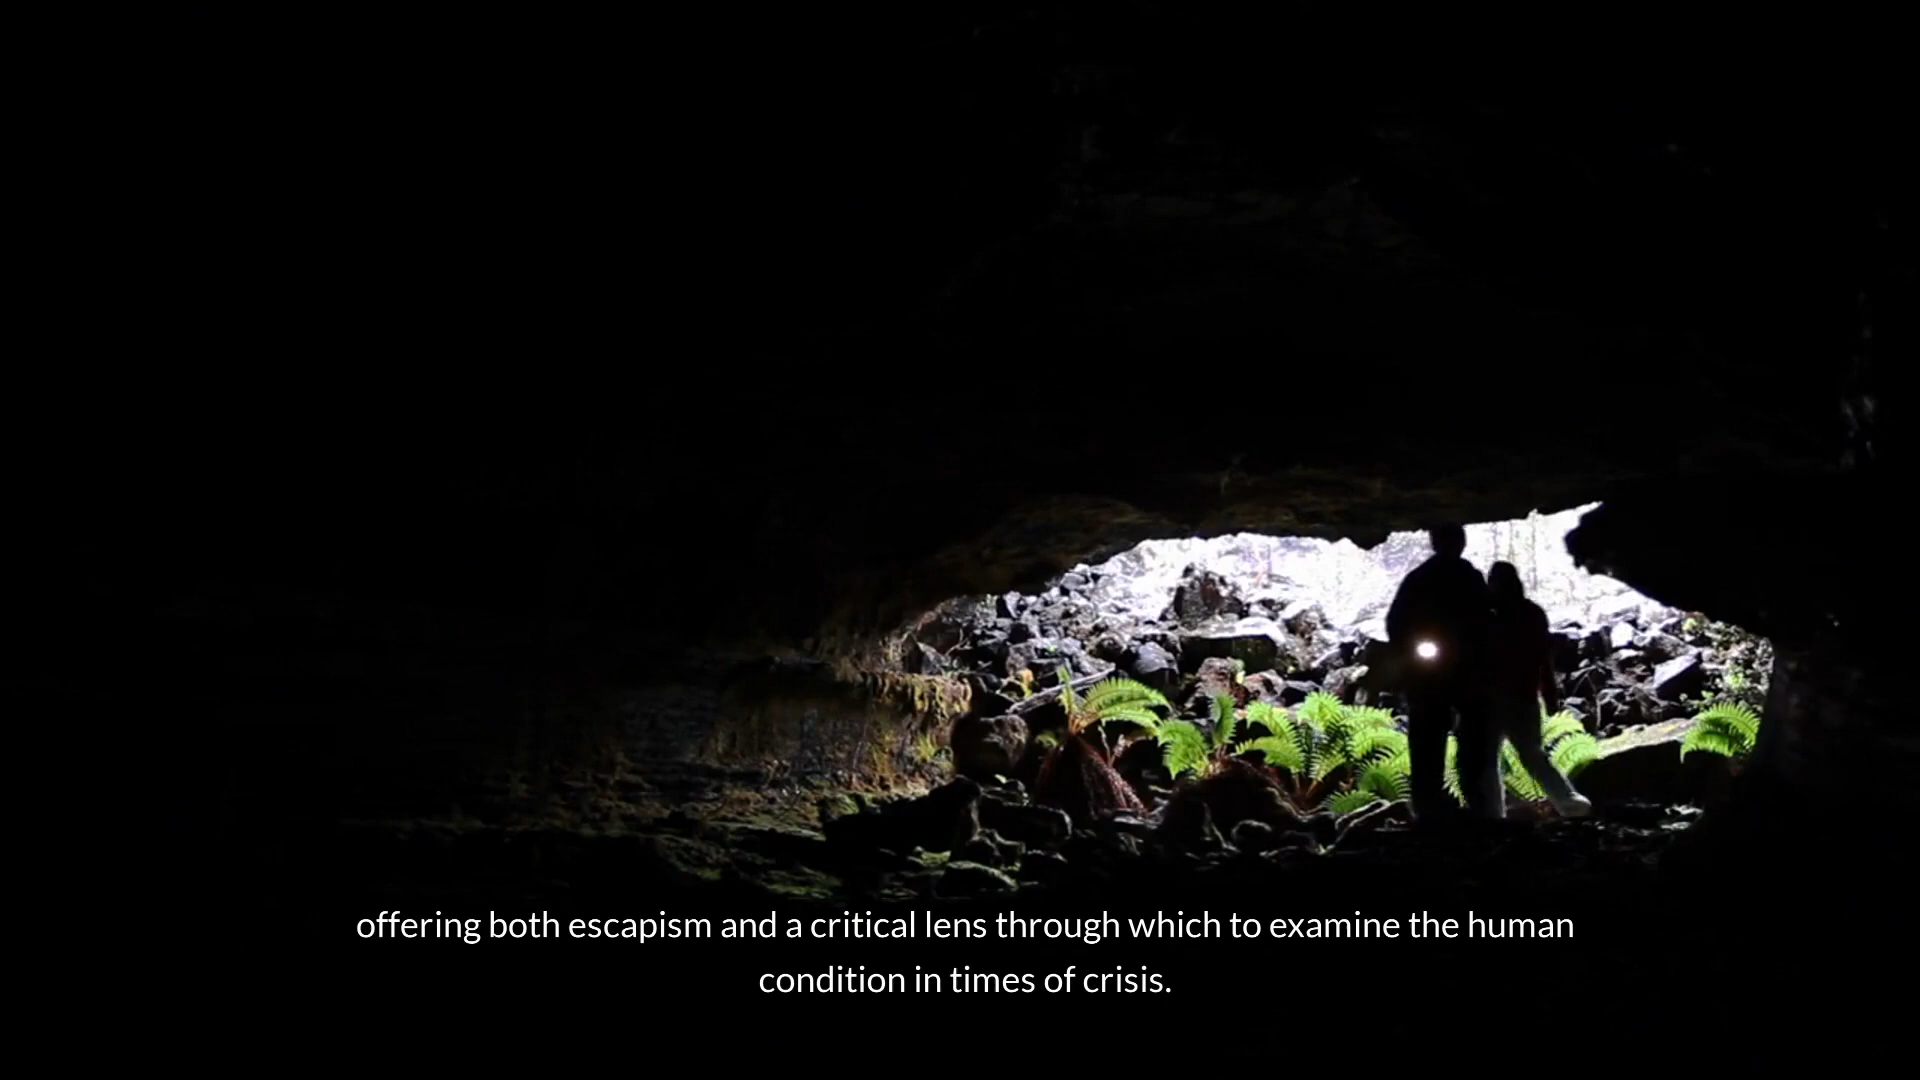 offering both escapism and a critical lens through which to examine the human
condition in times of crisis.